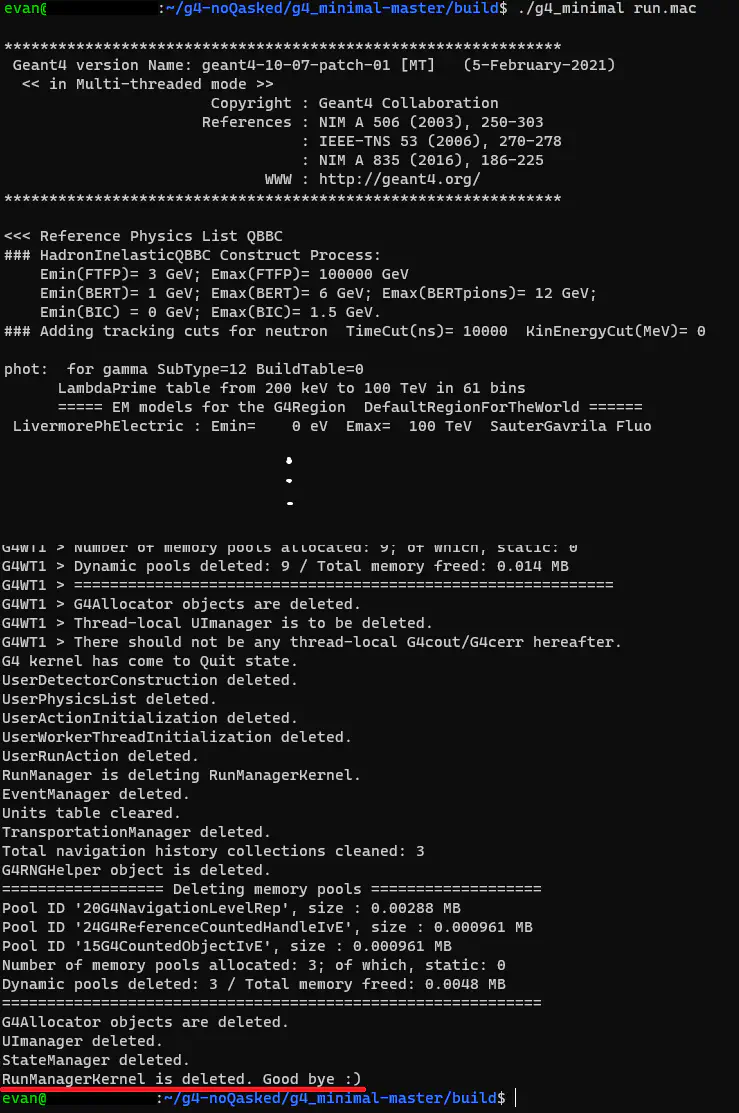 evan@ :~/g4-noQasked/g4_minimal-master/build$ ./g4_minimal run.mac
**************************************************************
Geant4 version Name: geant4-10-07-patch-01 [MT]   (5-February-2021)
<< in Multi-threaded mode >>
Copyright : Geant4 Collaboration
References : NIM A 506 (2003), 250-303
: IEEE-TNS 53 (2006), 270-278
: NIM A 835 (2016), 186-225
WWW : http://geant4.org/
**************************************************************
<<< Reference Physics List QBBC
### HadronInelasticQBBC Construct Process:
Emin(FTFP)= 3 GeV; Emax(FTFP)= 100000 GeV
Emin(BERT)= 1 GeV; Emax(BERT)= 6 GeV; Emax(BERTpions)= 12 GeV;
Emin(BIC) = 0 GeV; Emax(BIC)= 1.5 GeV.
### Adding tracking cuts for neutron  TimeCut(ns)= 10000  KinEnergyCut(MeV)= 0
phot:  for gamma SubType=12 BuildTable=0
LambdaPrime table from 200 keV to 100 TeV in 61 bins
===== EM models for the G4Region  DefaultRegionForTheWorld ======
LivermorePhElectric : Emin=    0 eV  Emax=  100 TeV  SauterGavrila Fluo
G4WT1 > Number of memory pools allocated: 9; of which, static: 0
G4WT1 > Dynamic pools deleted: 9 / Total memory freed: 0.014 MB
G4WT1 > ============================================================
G4WT1 > G4Allocator objects are deleted.
G4WT1 > Thread-local UImanager is to be deleted.
G4WT1 > There should not be any thread-local G4cout/G4cerr hereafter.
G4 kernel has come to Quit state.
UserDetectorConstruction deleted.
UserPhysicsList deleted.
UserActionInitialization deleted.
UserWorkerThreadInitialization deleted.
UserRunAction deleted.
RunManager is deleting RunManagerKernel.
EventManager deleted.
Units table cleared.
TransportationManager deleted.
Total navigation history collections cleaned: 3
G4RNGHelper object is deleted.
================== Deleting memory pools ===================
Pool ID '20G4NavigationLevelRep', size : 0.00288 MB
Pool ID '24G4ReferenceCountedHandleIvE', size : 0.000961 MB
Pool ID '15G4CountedObjectIvE', size : 0.000961 MB
Number of memory pools allocated: 3; of which, static: 0
Dynamic pools deleted: 3 / Total memory freed: 0.0048 MB
============================================================
G4Allocator objects are deleted.
UImanager deleted.
StateManager deleted.
RunManagerKernel is deleted. Good bye :)
evan@ :~/g4-noQasked/g4_minimal-master/build$